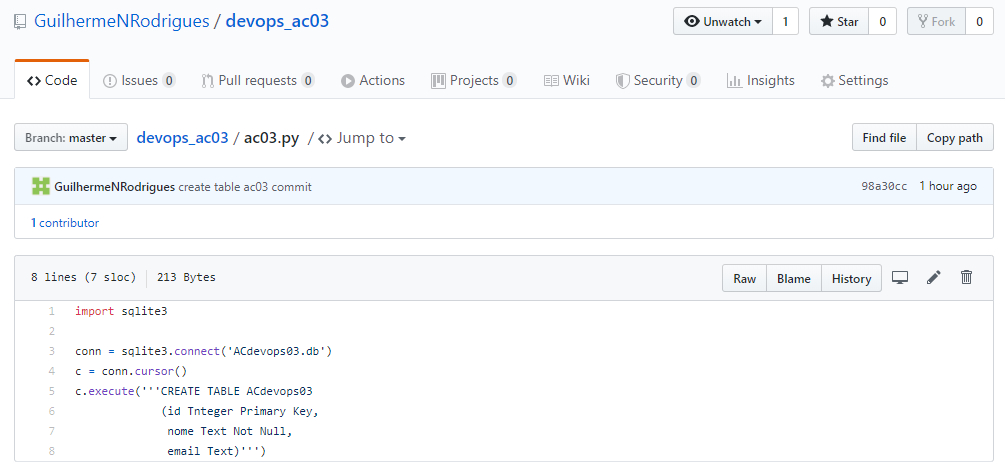 GuilhermeNRodrigues / devops_ac03
Unwatch 1 Star 0 Fork 0
Code Issues 0 Pull requests 0 Actions Projects 0 Wiki Security 0 Insights Settings
Branch: master devops_ac03 / ac03.py / <> Jump to Find file Copy path
GuilhermeNRodrigues create table ac03 commit 98a30cc 1 hour ago
1 contributor
8 lines (7 sloc) 213 Bytes Raw Blame History
1 import sqlite3
2
3 conn = sqlite3.connect('ACdevops03.db')
4 c = conn.cursor()
5 c.execute('''CREATE TABLE ACdevops03
6 (id Tnteger Primary Key,
7 nome Text Not Null,
8 email Text)''')